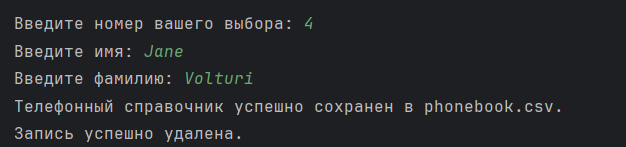 Введите номер вашего выбора: 4
Введите имя: Jane
Введите фамилию: Volturi
Телефонный справочник успешно сохранен в phonebook.csv.
Запись успешно удалена.